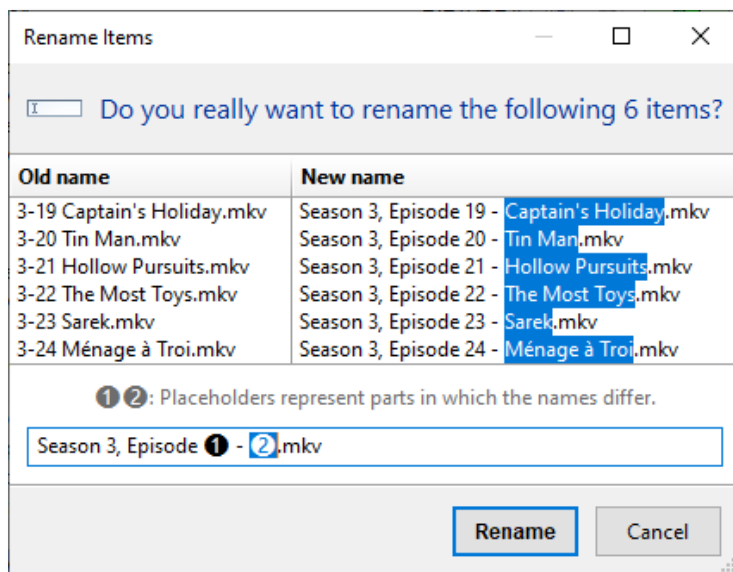 Rename Items
Do you really want to rename the following 6 items?
Old name New name
3-19 Captain's Holiday.mkv Season 3, Episode 19 - Captain's Holiday.mkv
3-20 Tin Man.mkv Season 3, Episode 20 - Tin Man.mkv
3-21 Hollow Pursuits.mkv Season 3, Episode 21 - Hollow Pursuits.mkv
3-22 The Most Toys.mkv Season 3, Episode 22 - The Most Toys.mkv
3-23 Sarek.mkv Season 3, Episode 23 - Sarek.mkv
3-24 Ménage à Troi.mkv Season 3, Episode 24 - Ménage à Troi.mkv
❶❷: Placeholders represent parts in which the names differ.
Season 3, Episode ❶ - ②.mkv
Rename Cancel